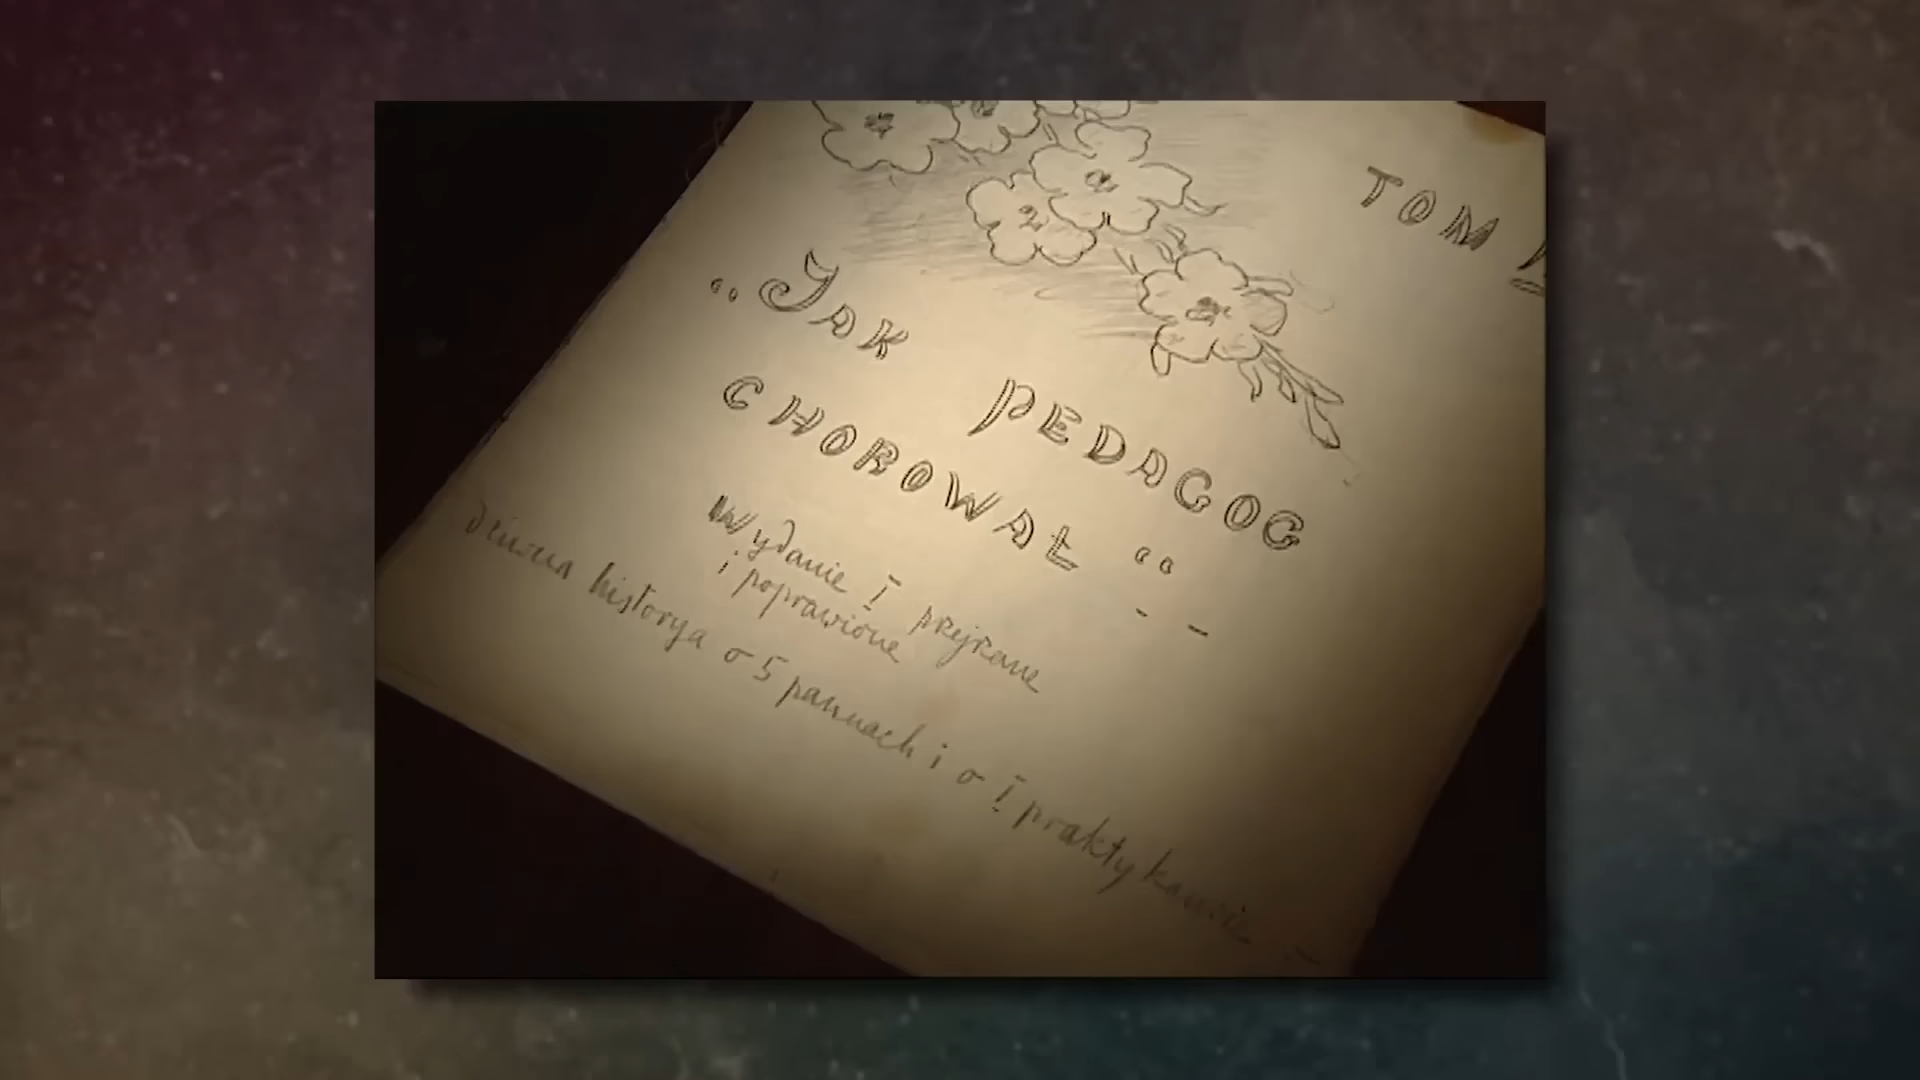 TOM
„JAK PEDAGOG
CHOROWAŁ“
Wydanie I przejrzane
i poprawione
dziwna historya o 5 pannach i o I praktykancie